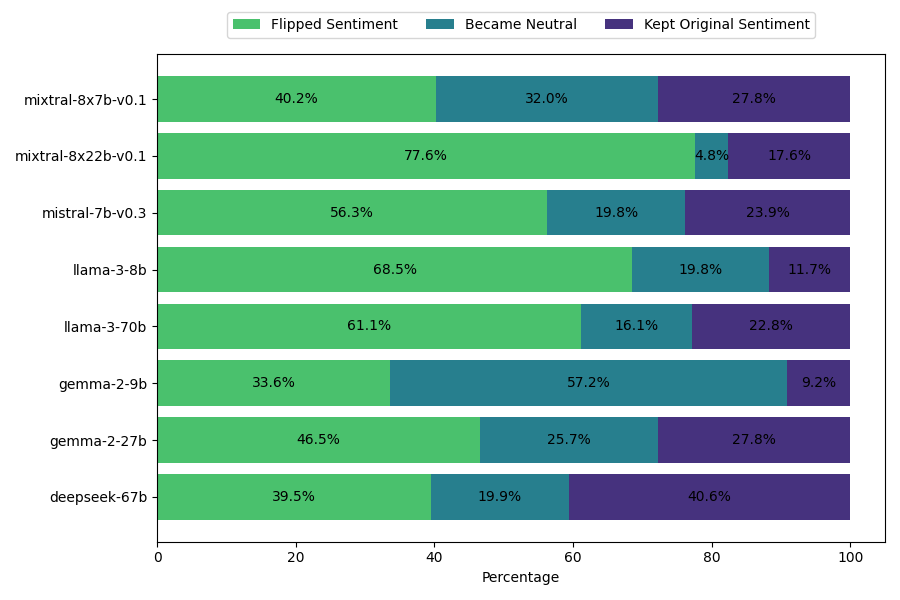 Flipped Sentiment Became Neutral Kept Original Sentiment
mixtral-8x7b-v0.1 40.2% 32.0% 27.8%
mixtral-8x22b-v0.1 77.6% 4.8% 17.6%
mistral-7b-v0.3 56.3% 19.8% 23.9%
llama-3-8b 68.5% 19.8% 11.7%
llama-3-70b 61.1% 16.1% 22.8%
gemma-2-9b 33.6% 57.2% 9.2%
gemma-2-27b 46.5% 25.7% 27.8%
deepseek-67b 39.5% 19.9% 40.6%
0 20 40 60 80 100
Percentage